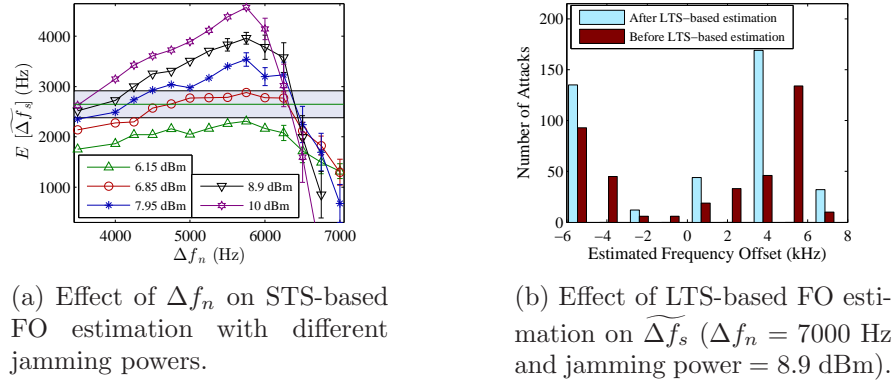 4000
3000
2000
1000
E [Δf̃s] (Hz)
6.15 dBm
6.85 dBm
7.95 dBm
8.9 dBm
10 dBm
4000 5000 6000 7000
Δfn (Hz)
(a) Effect of Δfn on STS-based
FO estimation with different
jamming powers.
200
150
100
50
0
Number of Attacks
After LTS-based estimation
Before LTS-based estimation
−6 −4 −2 0 2 4 6 8
Estimated Frequency Offset (kHz)
(b) Effect of LTS-based FO esti-
mation on Δf̃s (Δfn = 7000 Hz
and jamming power = 8.9 dBm).